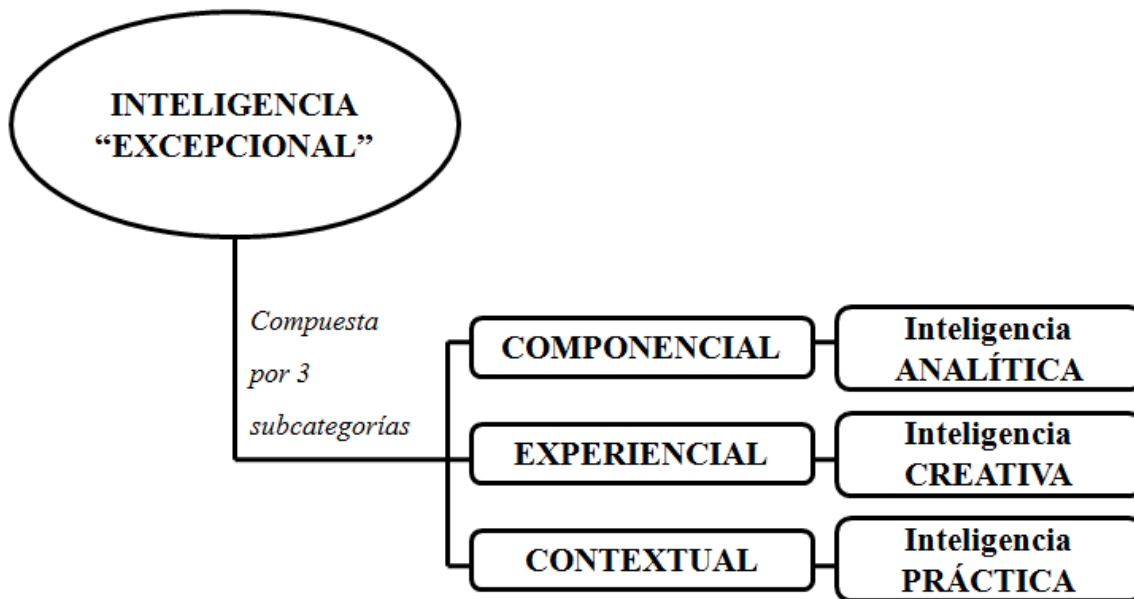 INTELIGENCIA
“EXCEPCIONAL”
Compuesta
por 3
subcategorías
COMPONENCIAL
Inteligencia
ANALÍTICA
EXPERIENCIAL
Inteligencia
CREATIVA
CONTEXTUAL
Inteligencia
PRÁCTICA